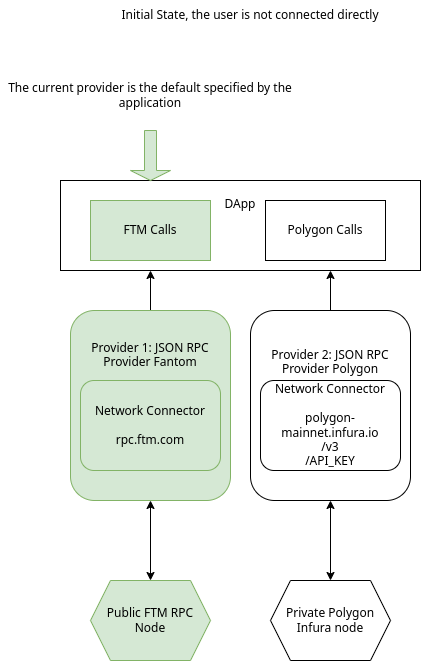 Initial State, the user is not connected directly
The current provider is the default specified by the
application
DApp
FTM Calls
Polygon Calls
Provider 1: JSON RPC
Provider Fantom
Network Connector
rpc.ftm.com
Provider 2: JSON RPC
Provider Polygon
Network Connector
polygon-
mainnet.infura.io
/v3
/API_KEY
Public FTM RPC
Node
Private Polygon
Infura node